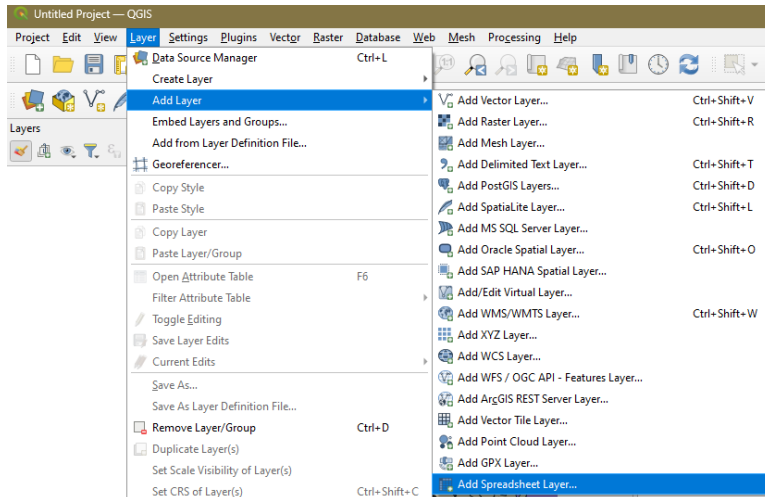 Untitled Project — QGIS
Project Edit View Layer Settings Plugins Vector Raster Database Web Mesh Processing Help
Data Source Manager Ctrl+L
Create Layer
Add Layer
Embed Layers and Groups...
Add from Layer Definition File...
Georeferencer...
Copy Style
Paste Style
Copy Layer
Paste Layer/Group
Open Attribute Table F6
Filter Attribute Table
Toggle Editing
Save Layer Edits
Current Edits
Save As...
Save As Layer Definition File...
Remove Layer/Group Ctrl+D
Duplicate Layer(s)
Set Scale Visibility of Layer(s)
Set CRS of Layer(s) Ctrl+Shift+C
Layers
Add Vector Layer... Ctrl+Shift+V
Add Raster Layer... Ctrl+Shift+R
Add Mesh Layer...
Add Delimited Text Layer... Ctrl+Shift+T
Add PostGIS Layers... Ctrl+Shift+D
Add SpatiaLite Layer... Ctrl+Shift+L
Add MS SQL Server Layer...
Add Oracle Spatial Layer... Ctrl+Shift+O
Add SAP HANA Spatial Layer...
Add/Edit Virtual Layer...
Add WMS/WMTS Layer... Ctrl+Shift+W
Add XYZ Layer...
Add WCS Layer...
Add WFS / OGC API - Features Layer...
Add ArcGIS REST Server Layer...
Add Vector Tile Layer...
Add Point Cloud Layer...
Add GPX Layer...
Add Spreadsheet Layer...